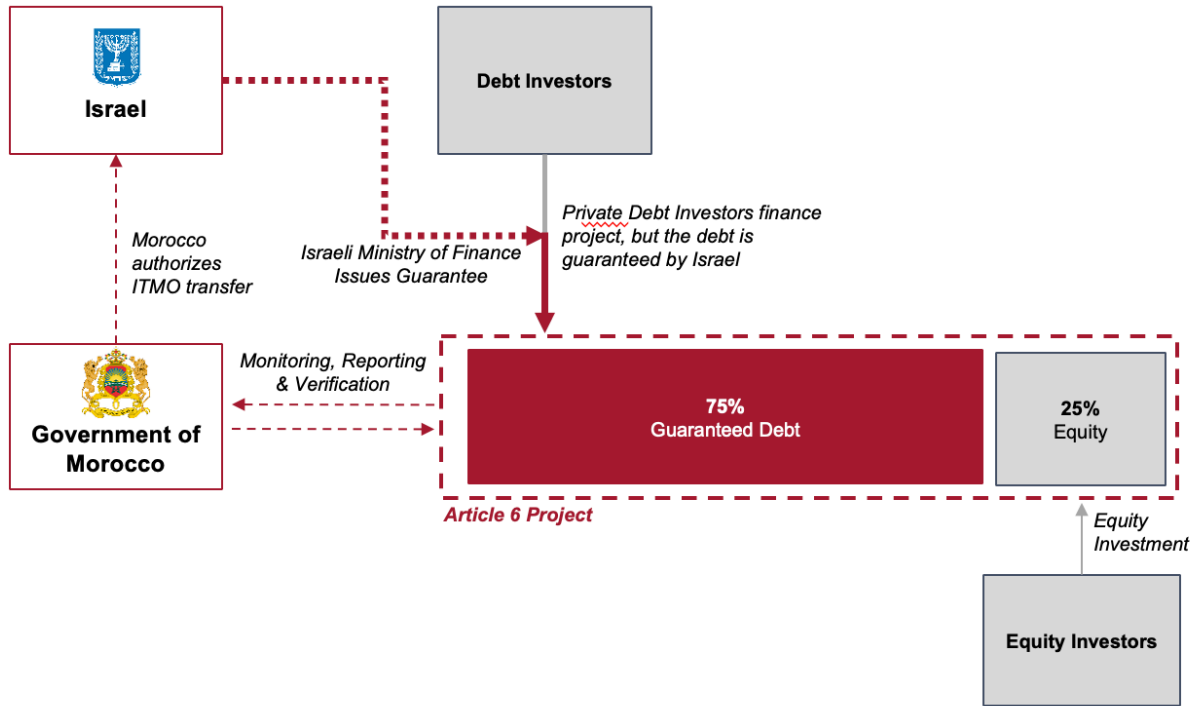 Israel
Debt Investors
Morocco
authorizes
ITMO transfer
Israeli Ministry of Finance
Issues Guarantee
Private Debt Investors finance
project, but the debt is
guaranteed by Israel
Government of
Morocco
Monitoring, Reporting
& Verification
75%
Guaranteed Debt
25%
Equity
Article 6 Project
Equity
Investment
Equity Investors